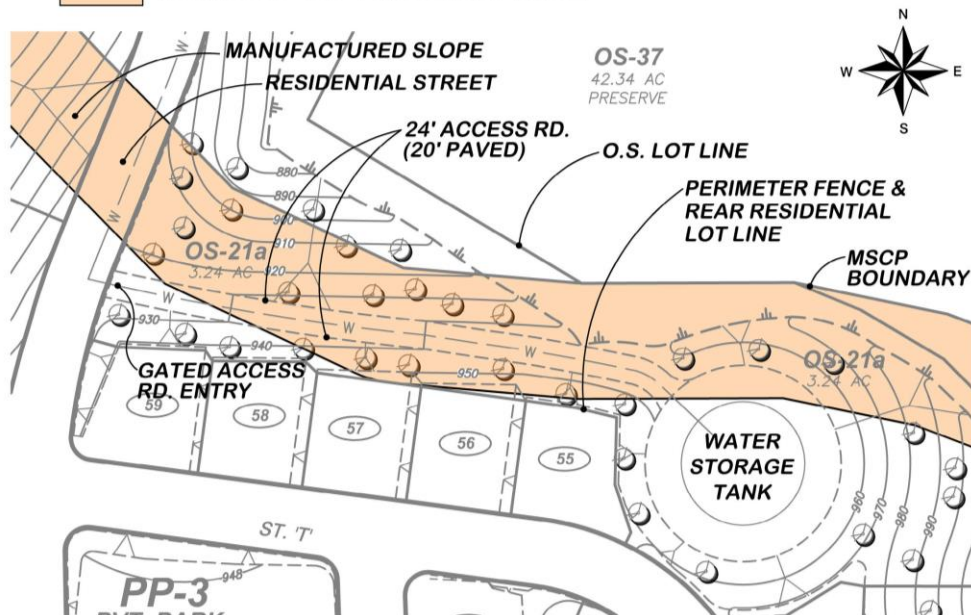 N
W
E
S
MANUFACTURED SLOPE
RESIDENTIAL STREET
24' ACCESS RD.
(20' PAVED)
OS-37
42.34 AC
PRESERVE
O.S. LOT LINE
PERIMETER FENCE &
REAR RESIDENTIAL
LOT LINE
MSCP
BOUNDARY
W
W
880
890
900
910
920
OS-21a
3.24 AC
W
W
W
930
940
950
GATED ACCESS
RD. ENTRY
OS-21a
3.24 AC
59
58
57
56
55
WATER
STORAGE
TANK
960
970
980
990
ST. 'T'
948
PP-3
PVT. PARK